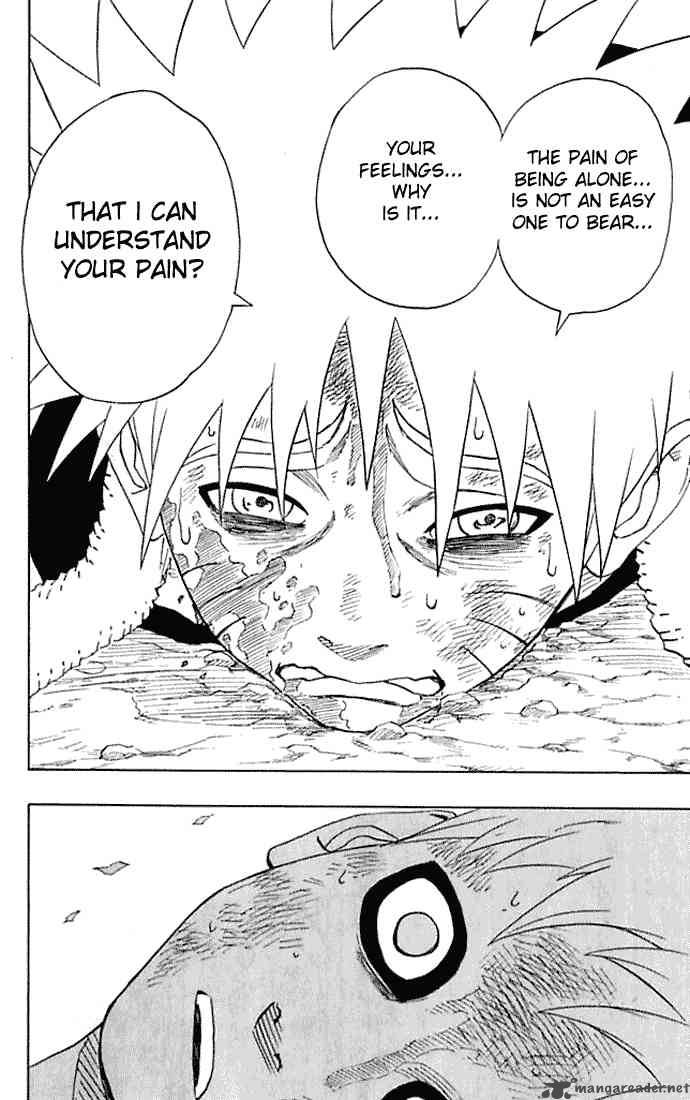 THE PAIN OF
BEING ALONE...
IS NOT AN EASY
ONE TO BEAR...
YOUR
FEELINGS...
WHY
IS IT...
THAT I CAN
UNDERSTAND
YOUR PAIN?
mangareader.net